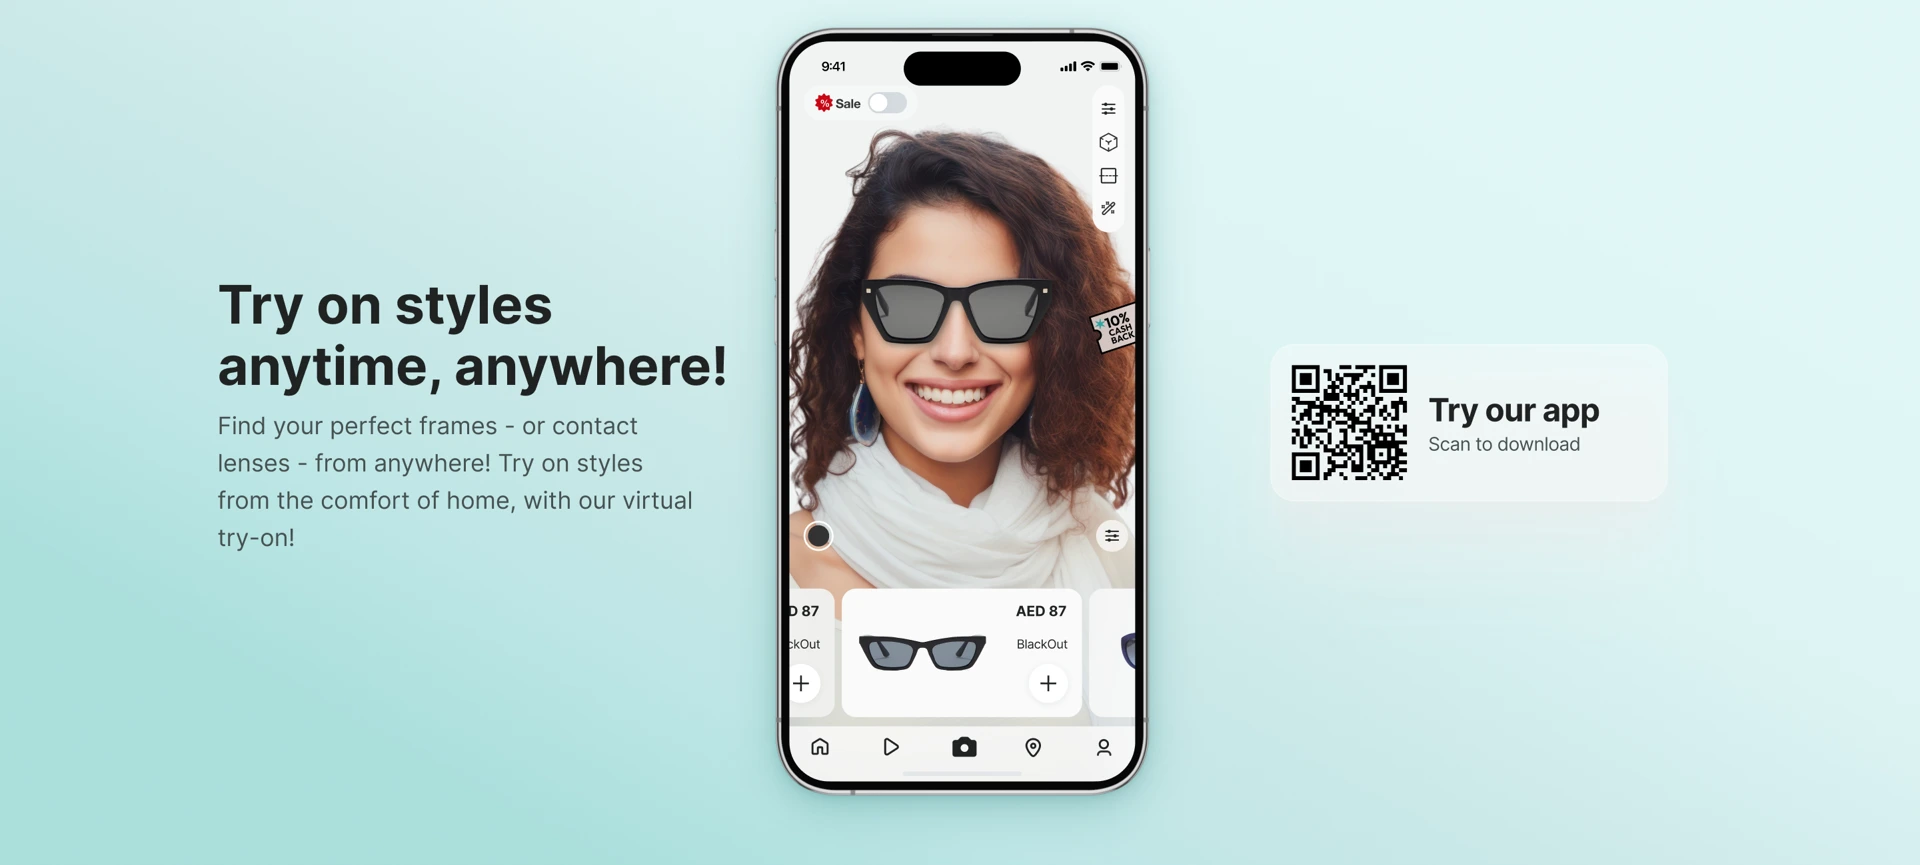 Try on styles
anytime, anywhere!
Find your perfect frames - or contact
lenses - from anywhere! Try on styles
from the comfort of home, with our virtual
try-on!
9:41
% Sale
*10%
CASH
BACK
D 87
ckOut
AED 87
BlackOut
Try our app
Scan to download